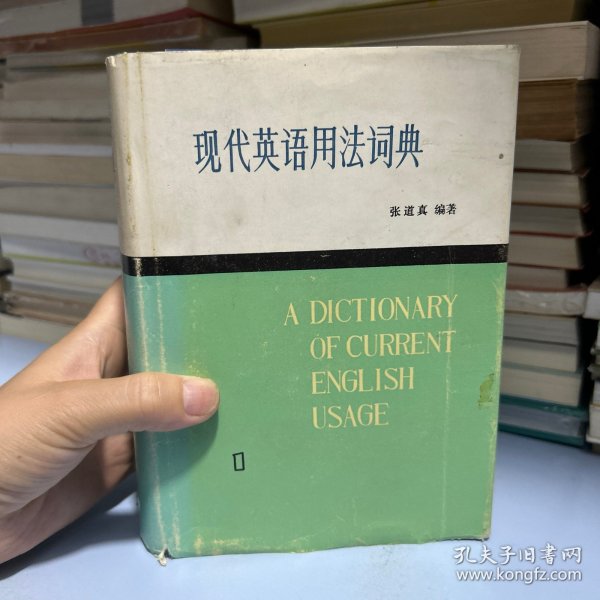 现代英语用法词典
张道真 编著
A DICTIONARY
OF CURRENT
ENGLISH
USAGE
孔夫子旧书网
www.kongfz.com